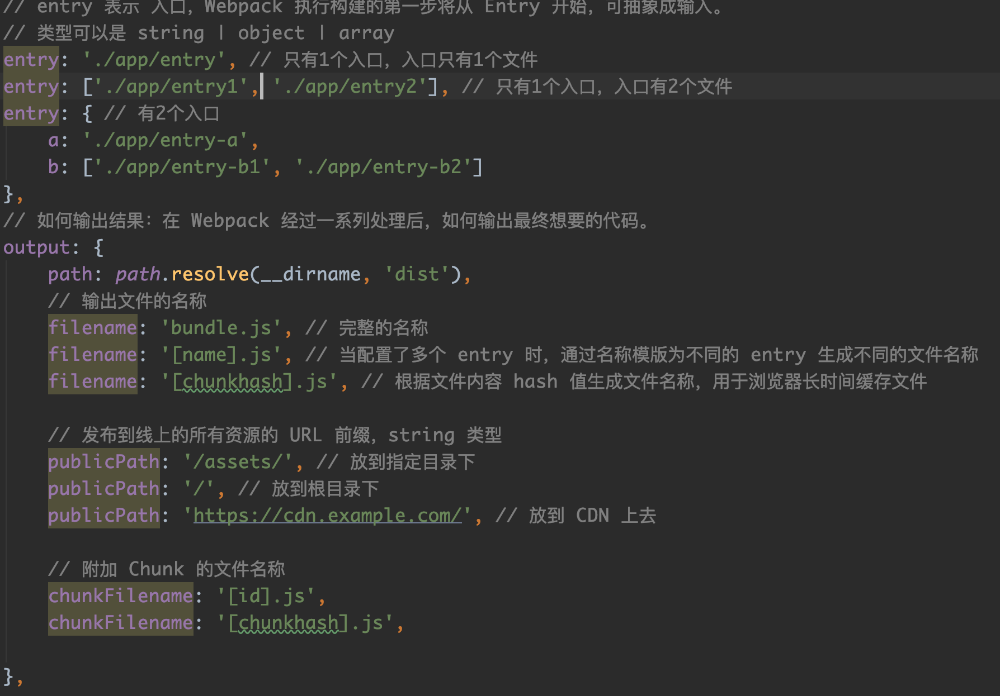 // entry 表示 入口，Webpack 执行构建的第一步将从 Entry 开始，可抽象成输入。
// 类型可以是 string | object | array
entry: './app/entry', // 只有1个入口，入口只有1个文件
entry: ['./app/entry1', './app/entry2'], // 只有1个入口，入口有2个文件
entry: { // 有2个入口
    a: './app/entry-a',
    b: ['./app/entry-b1', './app/entry-b2']
},
// 如何输出结果：在 Webpack 经过一系列处理后，如何输出最终想要的代码。
output: {
    path: path.resolve(__dirname, 'dist'),
    // 输出文件的名称
    filename: 'bundle.js', // 完整的名称
    filename: '[name].js', // 当配置了多个 entry 时，通过名称模版为不同的 entry 生成不同的文件名称
    filename: '[chunkhash].js', // 根据文件内容 hash 值生成文件名称，用于浏览器长时间缓存文件
    // 发布到线上的所有资源的 URL 前缀，string 类型
    publicPath: '/assets/', // 放到指定目录下
    publicPath: '/', // 放到根目录下
    publicPath: 'https://cdn.example.com/', // 放到 CDN 上去
    // 附加 Chunk 的文件名称
    chunkFilename: '[id].js',
    chunkFilename: '[chunkhash].js',
},